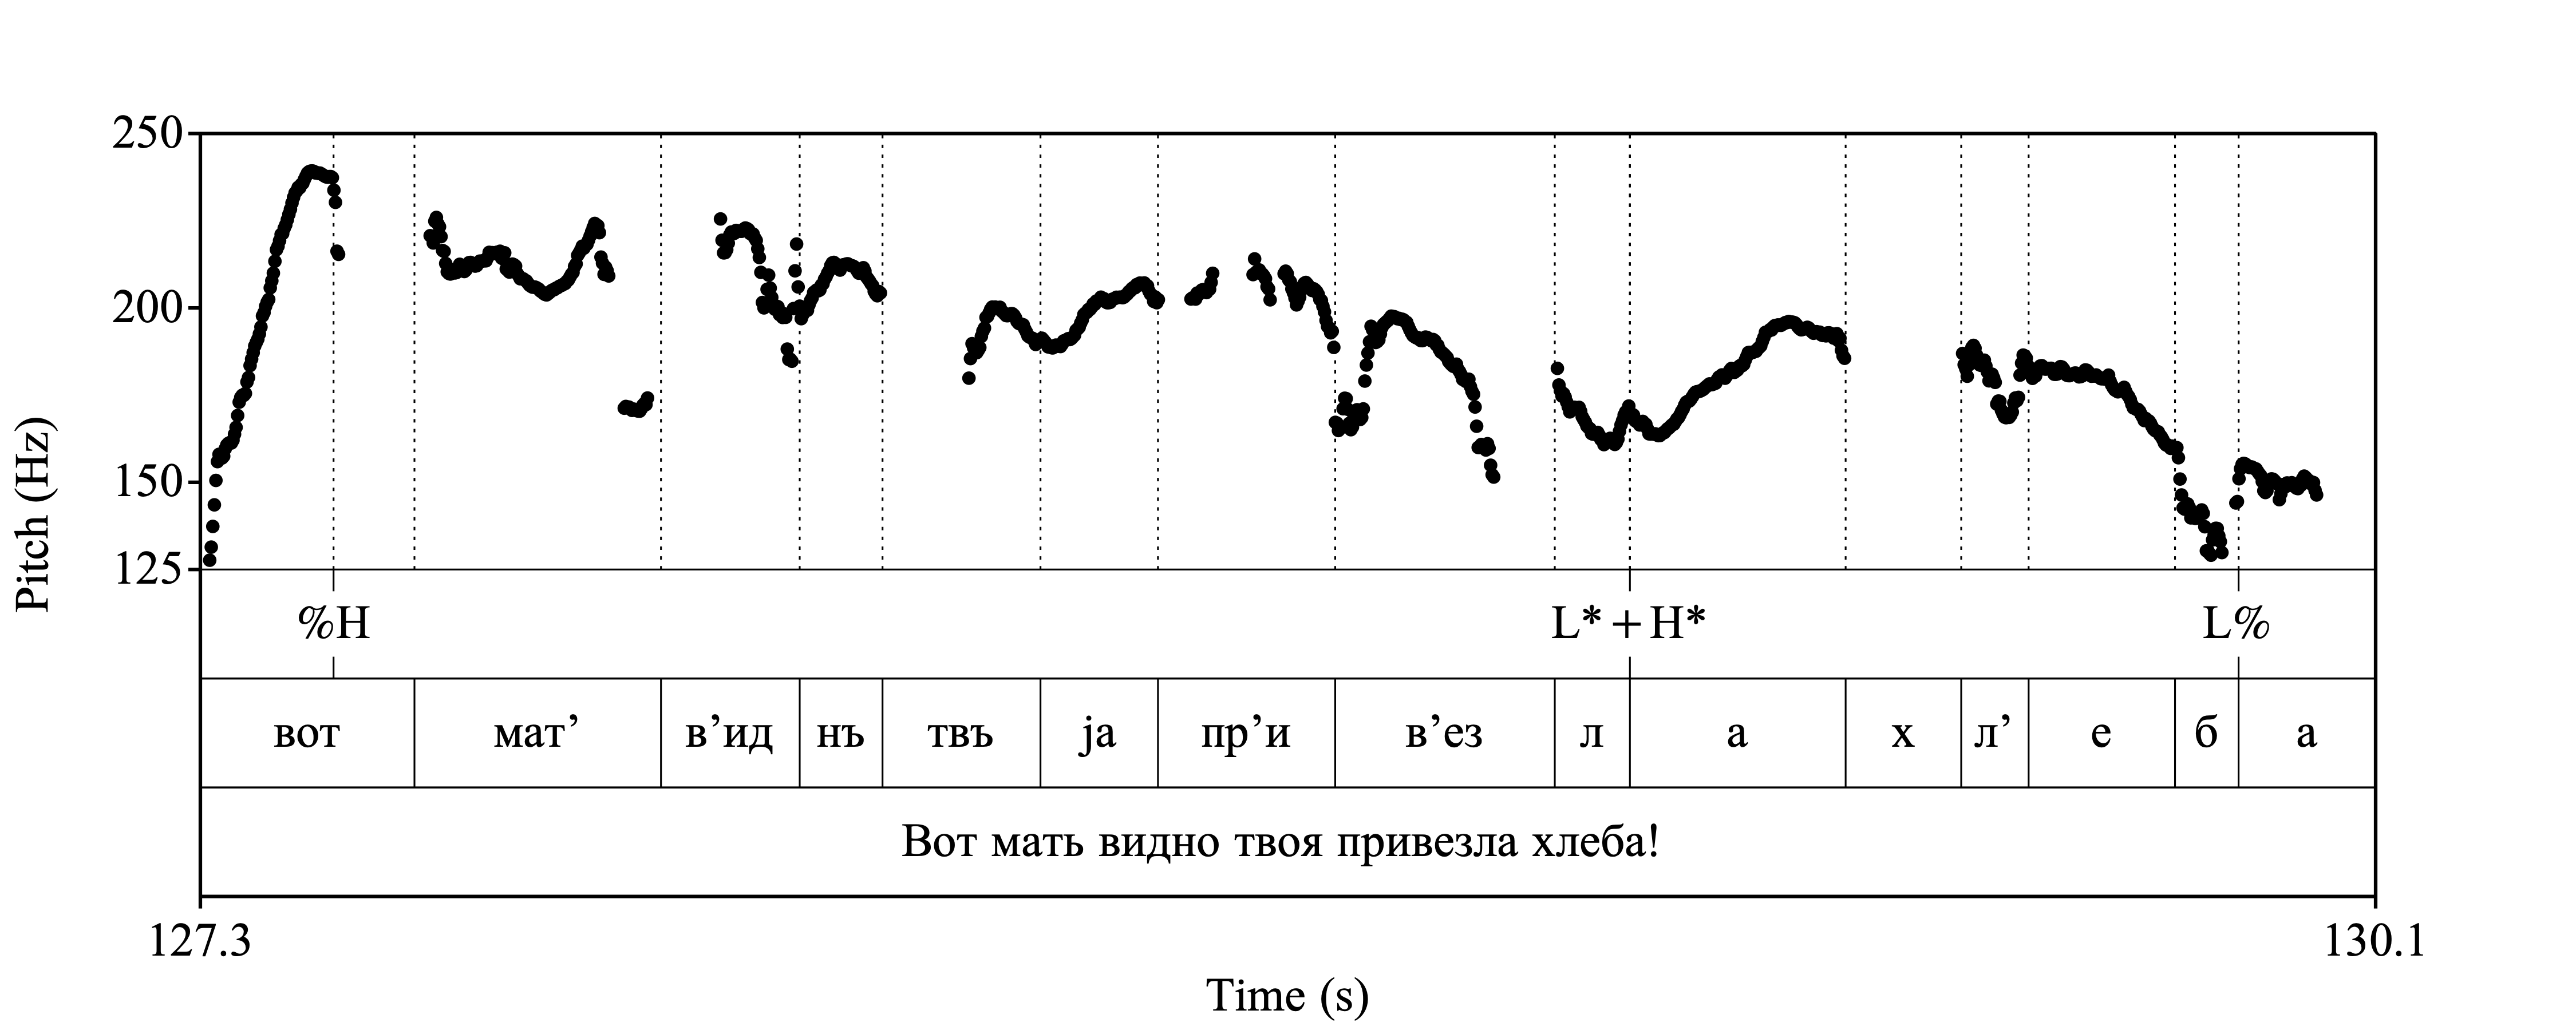 250
200
150
125
Pitch (Hz)
%H L*+H* L%
вот мат’ в’ид нъ твъ ја пр’и в’ез л а х л’ е б а
Вот мать видно твоя привезла хлеба!
127.3 130.1
Time (s)